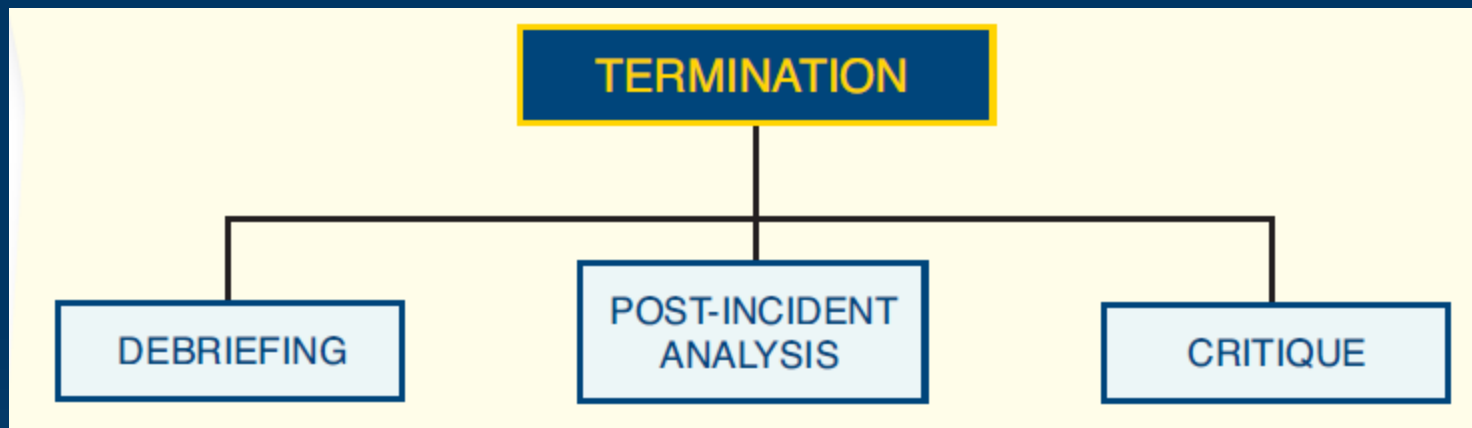 TERMINATION
DEBRIEFING
POST-INCIDENT
ANALYSIS
CRITIQUE